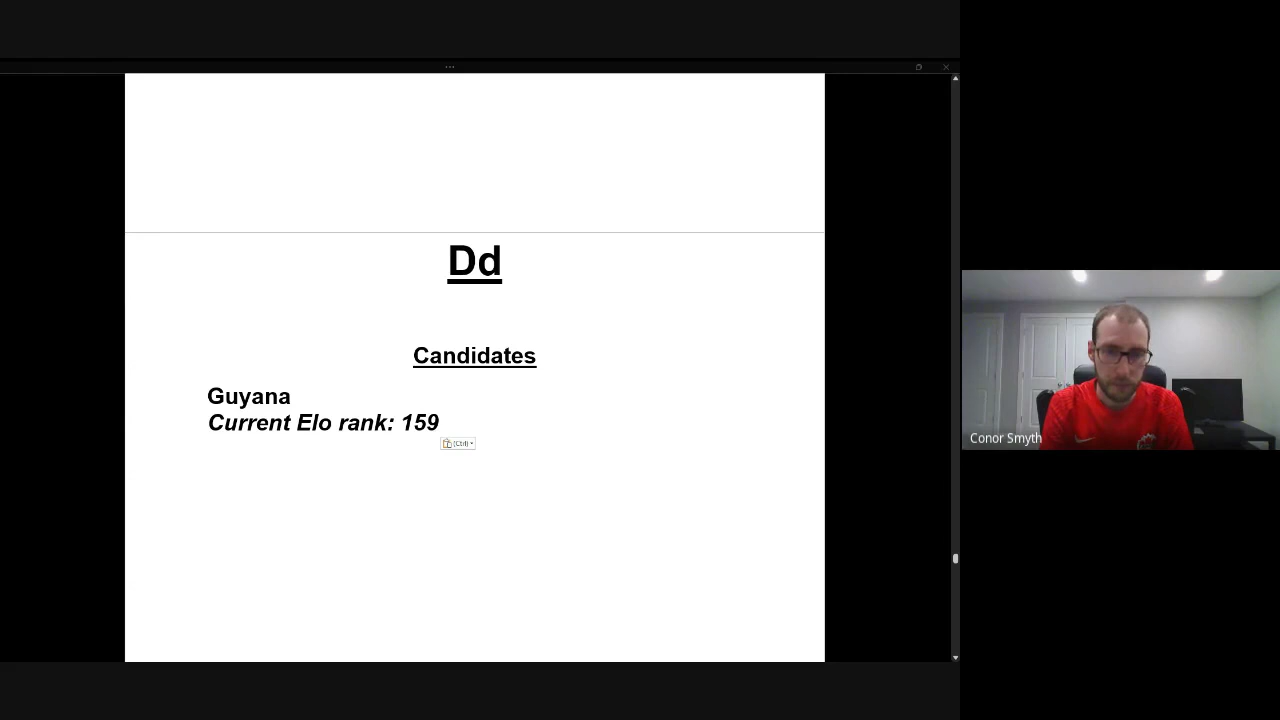 Dd
Candidates
Guyana
Current Elo rank: 159
(Ctrl)
Conor Smyth